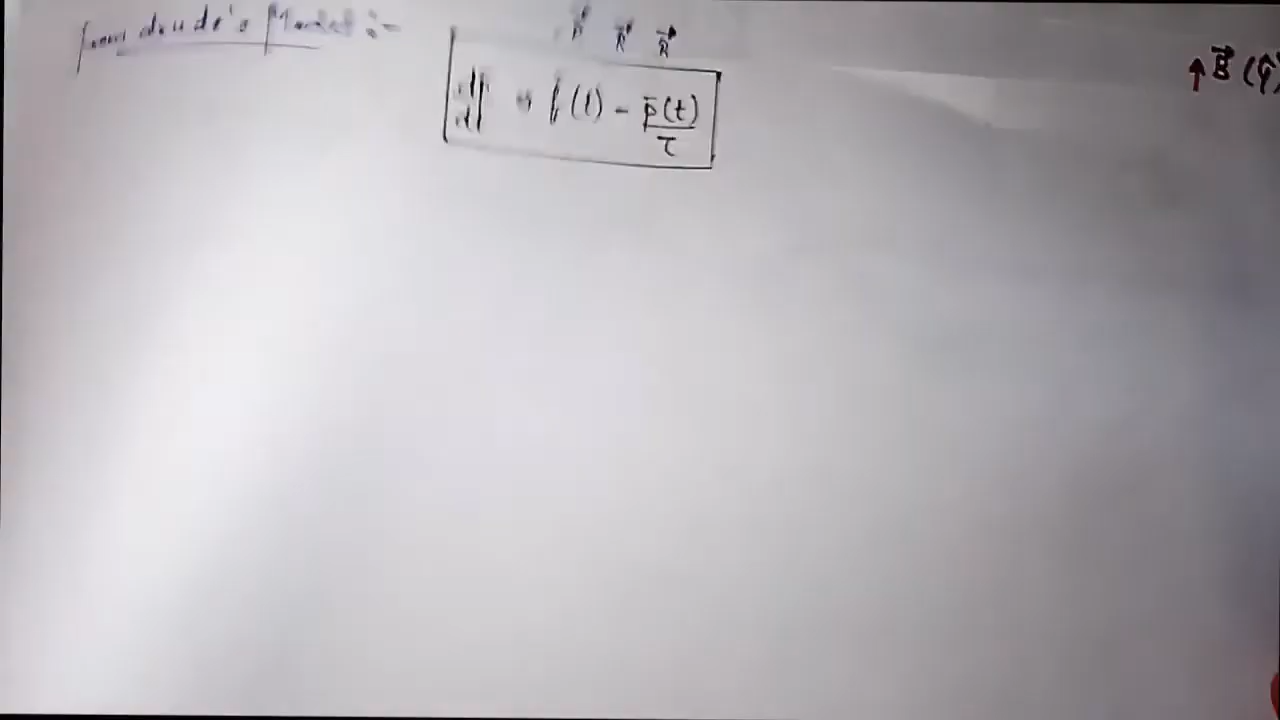 from drude's Model :-
dp/dt = f(t) - p(t)/τ
↑ B⃗ (ŷ)